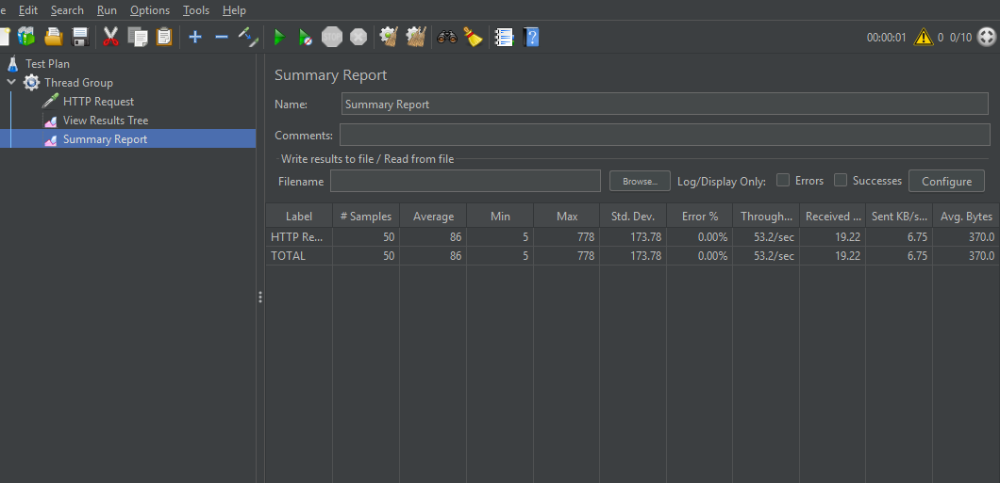 e Edit Search Run Options Tools Help
STOP 00:00:01 0 0/10
Test Plan
Thread Group
HTTP Request
View Results Tree
Summary Report
Summary Report
Name: Summary Report
Comments:
Write results to file / Read from file
Filename Browse... Log/Display Only: Errors Successes Configure
Label # Samples Average Min Max Std. Dev. Error % Through... Received ... Sent KB/s... Avg. Bytes
HTTP Re... 50 86 5 778 173.78 0.00% 53.2/sec 19.22 6.75 370.0
TOTAL 50 86 5 778 173.78 0.00% 53.2/sec 19.22 6.75 370.0